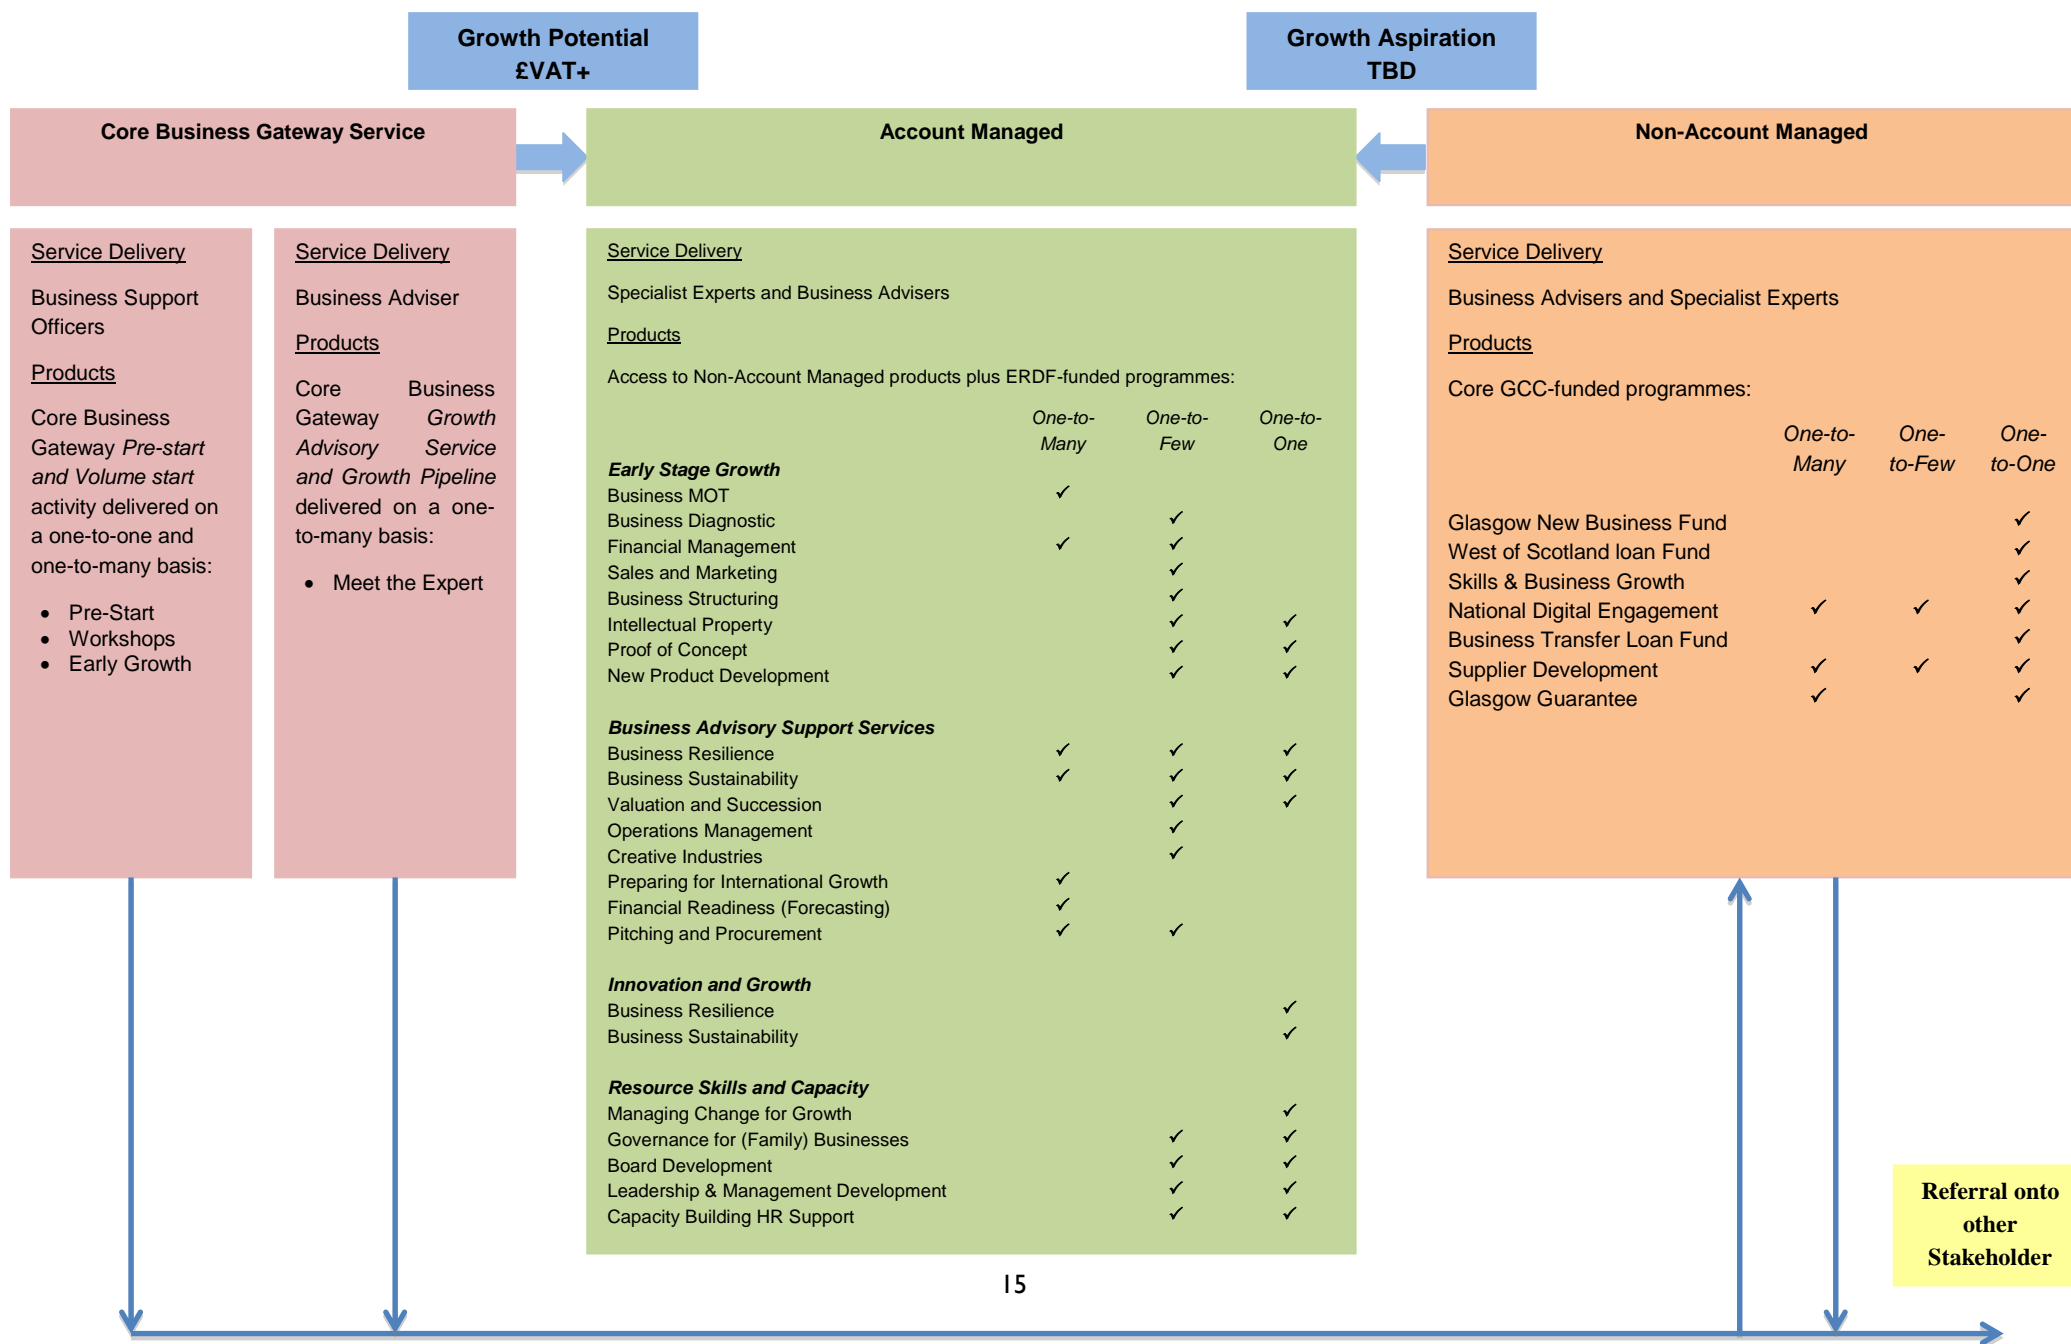 Growth Potential
£VAT+
Growth Aspiration
TBD
Core Business Gateway Service
Account Managed
Non-Account Managed
Service Delivery
Business Support
Officers
Products
Core Business
Gateway Pre-start
and Volume start
activity delivered on
a one-to-one and
one-to-many basis:
• Pre-Start
• Workshops
• Early Growth
Service Delivery
Business Adviser
Products
Core Business
Gateway Growth
Advisory Service
and Growth Pipeline
delivered on a one-
to-many basis:
• Meet the Expert
Service Delivery
Specialist Experts and Business Advisers
Products
Access to Non-Account Managed products plus ERDF-funded programmes:
One-to- One-to- One-to-
Many Few One
Early Stage Growth
Business MOT ✓
Business Diagnostic ✓
Financial Management ✓ ✓
Sales and Marketing ✓
Business Structuring ✓
Intellectual Property ✓ ✓
Proof of Concept ✓ ✓
New Product Development ✓ ✓
Business Advisory Support Services
Business Resilience ✓ ✓ ✓
Business Sustainability ✓ ✓ ✓
Valuation and Succession ✓ ✓
Operations Management ✓
Creative Industries ✓
Preparing for International Growth ✓
Financial Readiness (Forecasting) ✓
Pitching and Procurement ✓ ✓
Innovation and Growth
Business Resilience ✓
Business Sustainability ✓
Resource Skills and Capacity
Managing Change for Growth ✓
Governance for (Family) Businesses ✓ ✓
Board Development ✓ ✓
Leadership & Management Development ✓ ✓
Capacity Building HR Support ✓ ✓
Service Delivery
Business Advisers and Specialist Experts
Products
Core GCC-funded programmes:
One-to- One- One-
Many to-Few to-One
Glasgow New Business Fund ✓
West of Scotland loan Fund ✓
Skills & Business Growth ✓
National Digital Engagement ✓ ✓ ✓
Business Transfer Loan Fund ✓
Supplier Development ✓ ✓ ✓
Glasgow Guarantee ✓ ✓
Referral onto
other
Stakeholder
15